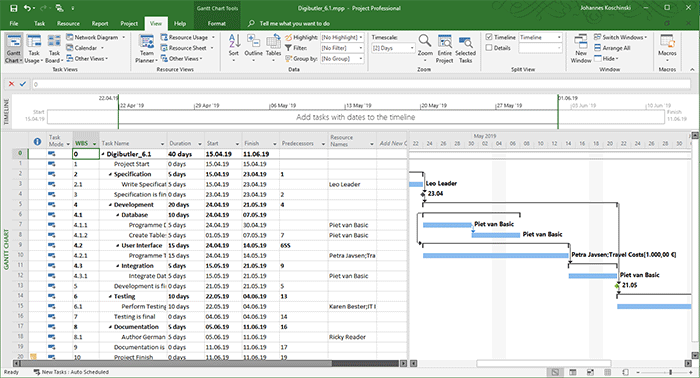 Gantt Chart Tools
Digibutler_6.1.mpp - Project Professional
Johannes Koschinski
File Task Resource Report Project View Help Format Tell me what you want to do
Gantt Chart Task Usage Network Diagram Calendar Other Views
Team Planner Resource Usage Resource Sheet Other Views
Sort Outline Tables
Highlight: [No Highlight]
Filter: [No Filter]
Group by: [No Group]
Timescale: [2] Days
Zoom Entire Project Selected Tasks
Timeline Timeline
Details
New Window Switch Windows Arrange All Hide
Macros
Task Views Resource Views Data Zoom Split View Window Macros
0
TIMELINE
22.04.19 01.06.19
22 Apr '19 29 Apr '19 06 May '19 13 May '19 20 May '19 27 May '19 03 Jun '19 10 Jun '19
Start 15.04.19
Add tasks with dates to the timeline
Finish 11.06.19
GANTT CHART
Task Mode WBS Task Name Duration Start Finish Predecessors Resource Names Add New C
May 2019
22 24 26 28 30 02 04 06 08 10 12 14 16 18 20 22 24 26 28 30
0 0 Digibutler_6.1 40 days 15.04.19 11.06.19
1 1 Project Start 0 days 15.04.19 15.04.19
2 2 Specification 5 days 15.04.19 23.04.19 1
3 2.1 Write Specificat 5 days 15.04.19 23.04.19 Leo Leader
4 3 Specification is fin 0 days 23.04.19 23.04.19 2
5 4 Development 20 days 24.04.19 21.05.19 4
6 4.1 Database 10 days 24.04.19 07.05.19
7 4.1.1 Programme D 5 days 24.04.19 30.04.19 Piet van Basic
8 4.1.2 Create Tables 5 days 01.05.19 07.05.19 7 Piet van Basic
9 4.2 User Interface 15 days 24.04.19 14.05.19 6SS
10 4.2.1 Programme 15 days 24.04.19 14.05.19 Petra Javsen;Tra
11 4.3 Integration 5 days 15.05.19 21.05.19 9
12 4.3.1 Integrate Dat 5 days 15.05.19 21.05.19 Piet van Basic
13 5 Development is fi 0 days 21.05.19 21.05.19 5
14 6 Testing 10 days 22.05.19 04.06.19 13
15 6.1 Perform Testing 10 days 22.05.19 04.06.19 Karen Bester;IT I
16 7 Testing is final 0 days 04.06.19 04.06.19 14
17 8 Documentation 5 days 05.06.19 11.06.19 16
18 8.1 Author German 5 days 05.06.19 11.06.19 Ricky Reader
19 9 Documentation is 0 days 11.06.19 11.06.19 17
20 10 Project Finish 0 days 11.06.19 11.06.19 19
Leo Leader
23.04
Piet van Basic
Piet van Basic
Petra Javsen;Travel Costs[1.000,00 €]
Piet van Basic
21.05
Ready New Tasks : Auto Scheduled